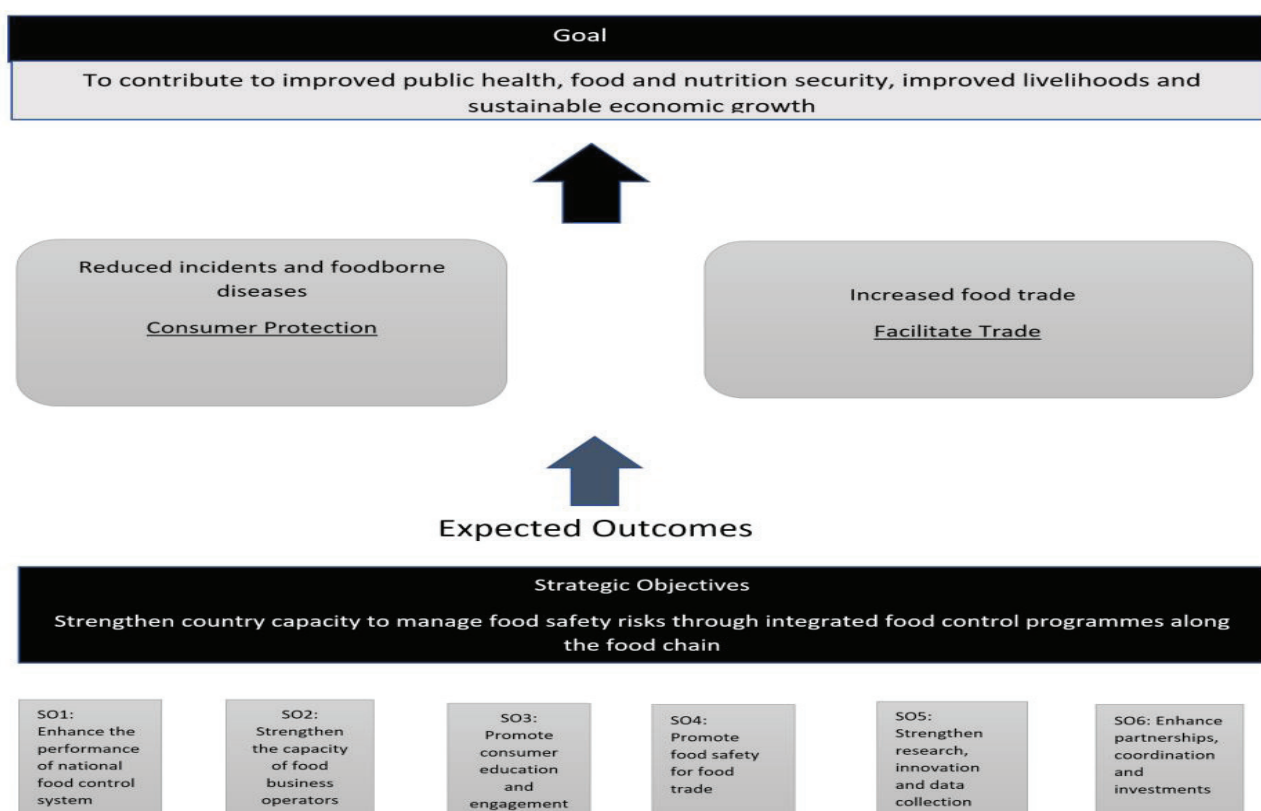 Goal
To contribute to improved public health, food and nutrition security, improved livelihoods and
sustainable economic growth
Reduced incidents and foodborne
diseases
Consumer Protection
Increased food trade
Facilitate Trade
Expected Outcomes
Strategic Objectives
Strengthen country capacity to manage food safety risks through integrated food control programmes along
the food chain
SO1:
Enhance the
performance
of national
food control
system
SO2:
Strengthen
the capacity
of food
business
operators
SO3:
Promote
consumer
education
and
engagement
SO4:
Promote
food safety
for food
trade
SO5:
Strengthen
research,
innovation
and data
collection
SO6: Enhance
partnerships,
coordination
and
investments